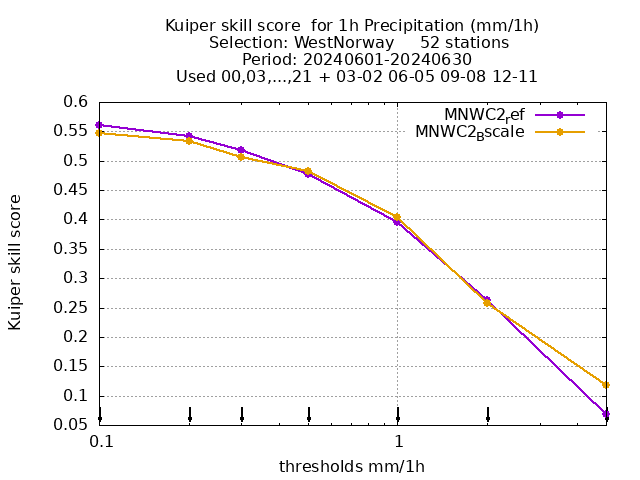 Kuiper skill score  for 1h Precipitation (mm/1h)
Selection: WestNorway     52 stations
Period: 20240601-20240630
Used 00,03,...,21 + 03-02 06-05 09-08 12-11
MNWC2_ref
MNWC2_Bscale
0.6
0.55
0.5
0.45
0.4
0.35
0.3
0.25
0.2
0.15
0.1
0.05
Kuiper skill score
0.1
1
thresholds mm/1h